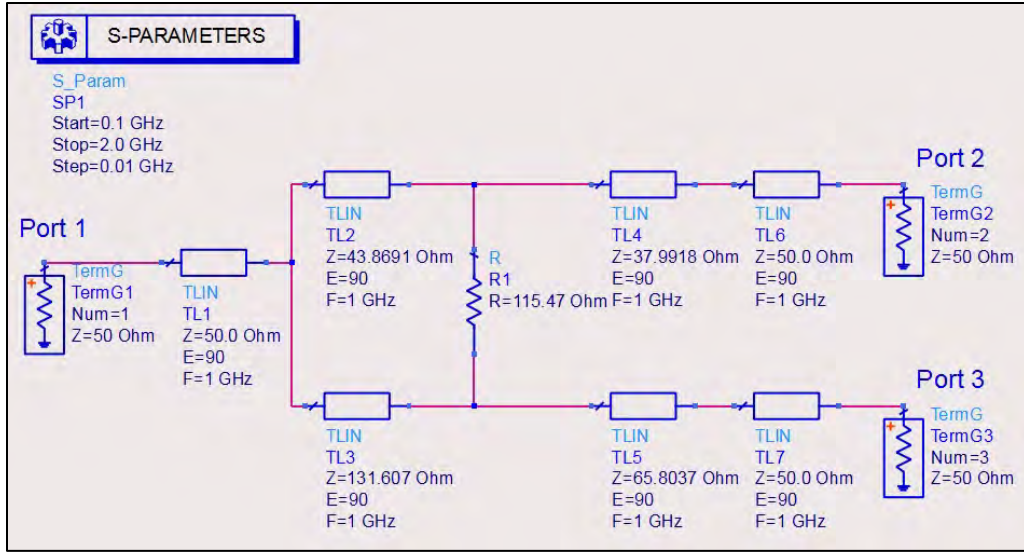 S-PARAMETERS
S_Param
SP1
Start=0.1 GHz
Stop=2.0 GHz
Step=0.01 GHz
Port 1
TermG
TermG1
Num=1
Z=50 Ohm
TLIN
TL1
Z=50.0 Ohm
E=90
F=1 GHz
TLIN
TL2
Z=43.8691 Ohm
E=90
F=1 GHz
TLIN
TL3
Z=131.607 Ohm
E=90
F=1 GHz
R
R1
R=115.47 Ohm
TLIN
TL4
Z=37.9918 Ohm
E=90
F=1 GHz
TLIN
TL6
Z=50.0 Ohm
E=90
F=1 GHz
Port 2
TermG
TermG2
Num=2
Z=50 Ohm
TLIN
TL5
Z=65.8037 Ohm
E=90
F=1 GHz
TLIN
TL7
Z=50.0 Ohm
E=90
F=1 GHz
Port 3
TermG
TermG3
Num=3
Z=50 Ohm